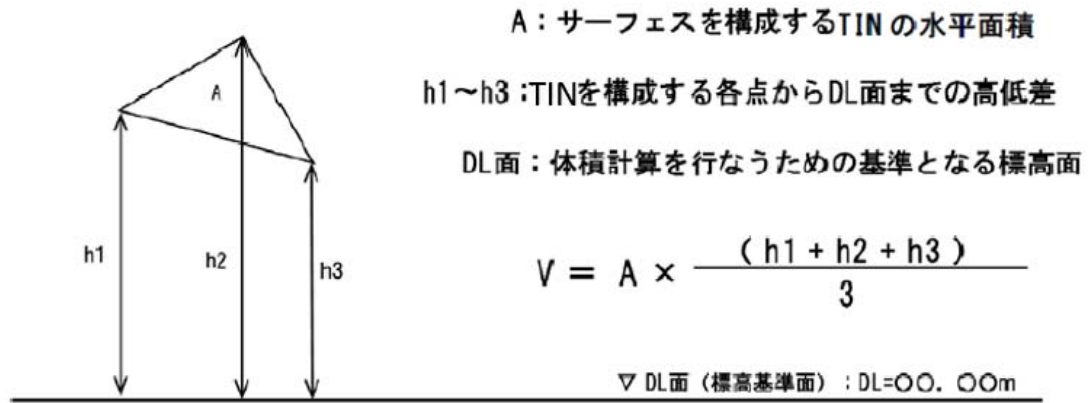 A：サーフェスを構成するTINの水平面積
A
h1～h3；TINを構成する各点からDL面までの高低差
DL面：体積計算を行なうための基準となる標高面
h1
h2
h3
V = A × (h1 + h2 + h3) / 3
▽ DL面（標高基準面）：DL=〇〇. 〇〇m